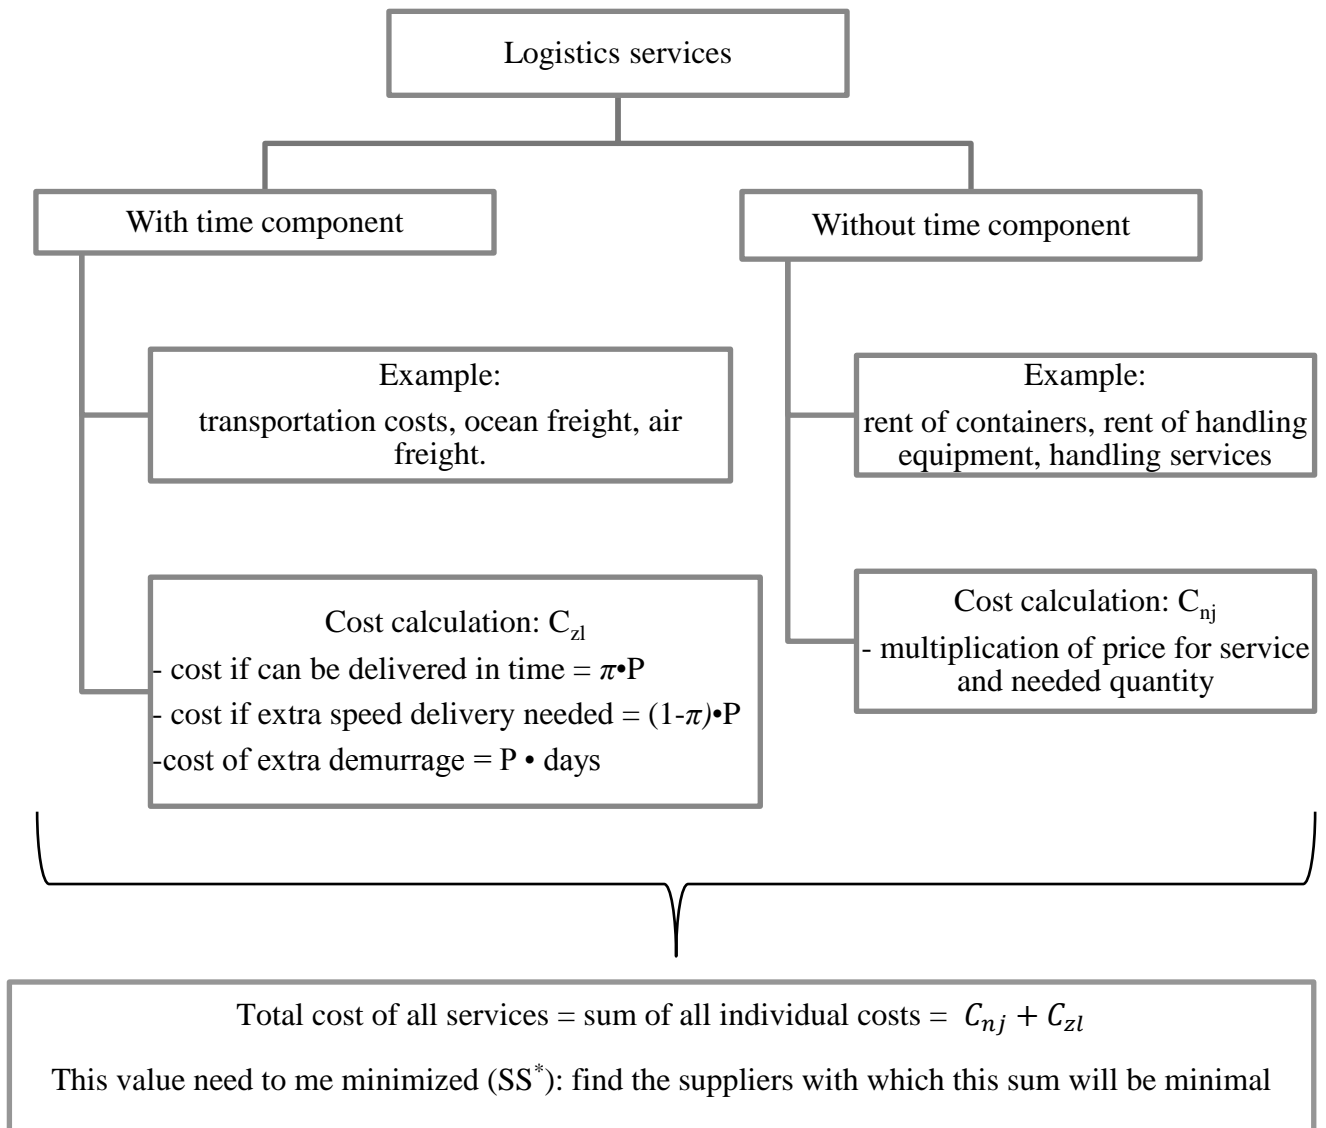 Logistics services
With time component
Without time component
Example:
transportation costs, ocean freight, air
freight.
Example:
rent of containers, rent of handling
equipment, handling services
Cost calculation: Czl
- cost if can be delivered in time = π•P
- cost if extra speed delivery needed = (1-π)•P
-cost of extra demurrage = P • days
Cost calculation: Cnj
- multiplication of price for service
and needed quantity
Total cost of all services = sum of all individual costs = Cnj + Czl
This value need to me minimized (SS*): find the suppliers with which this sum will be minimal